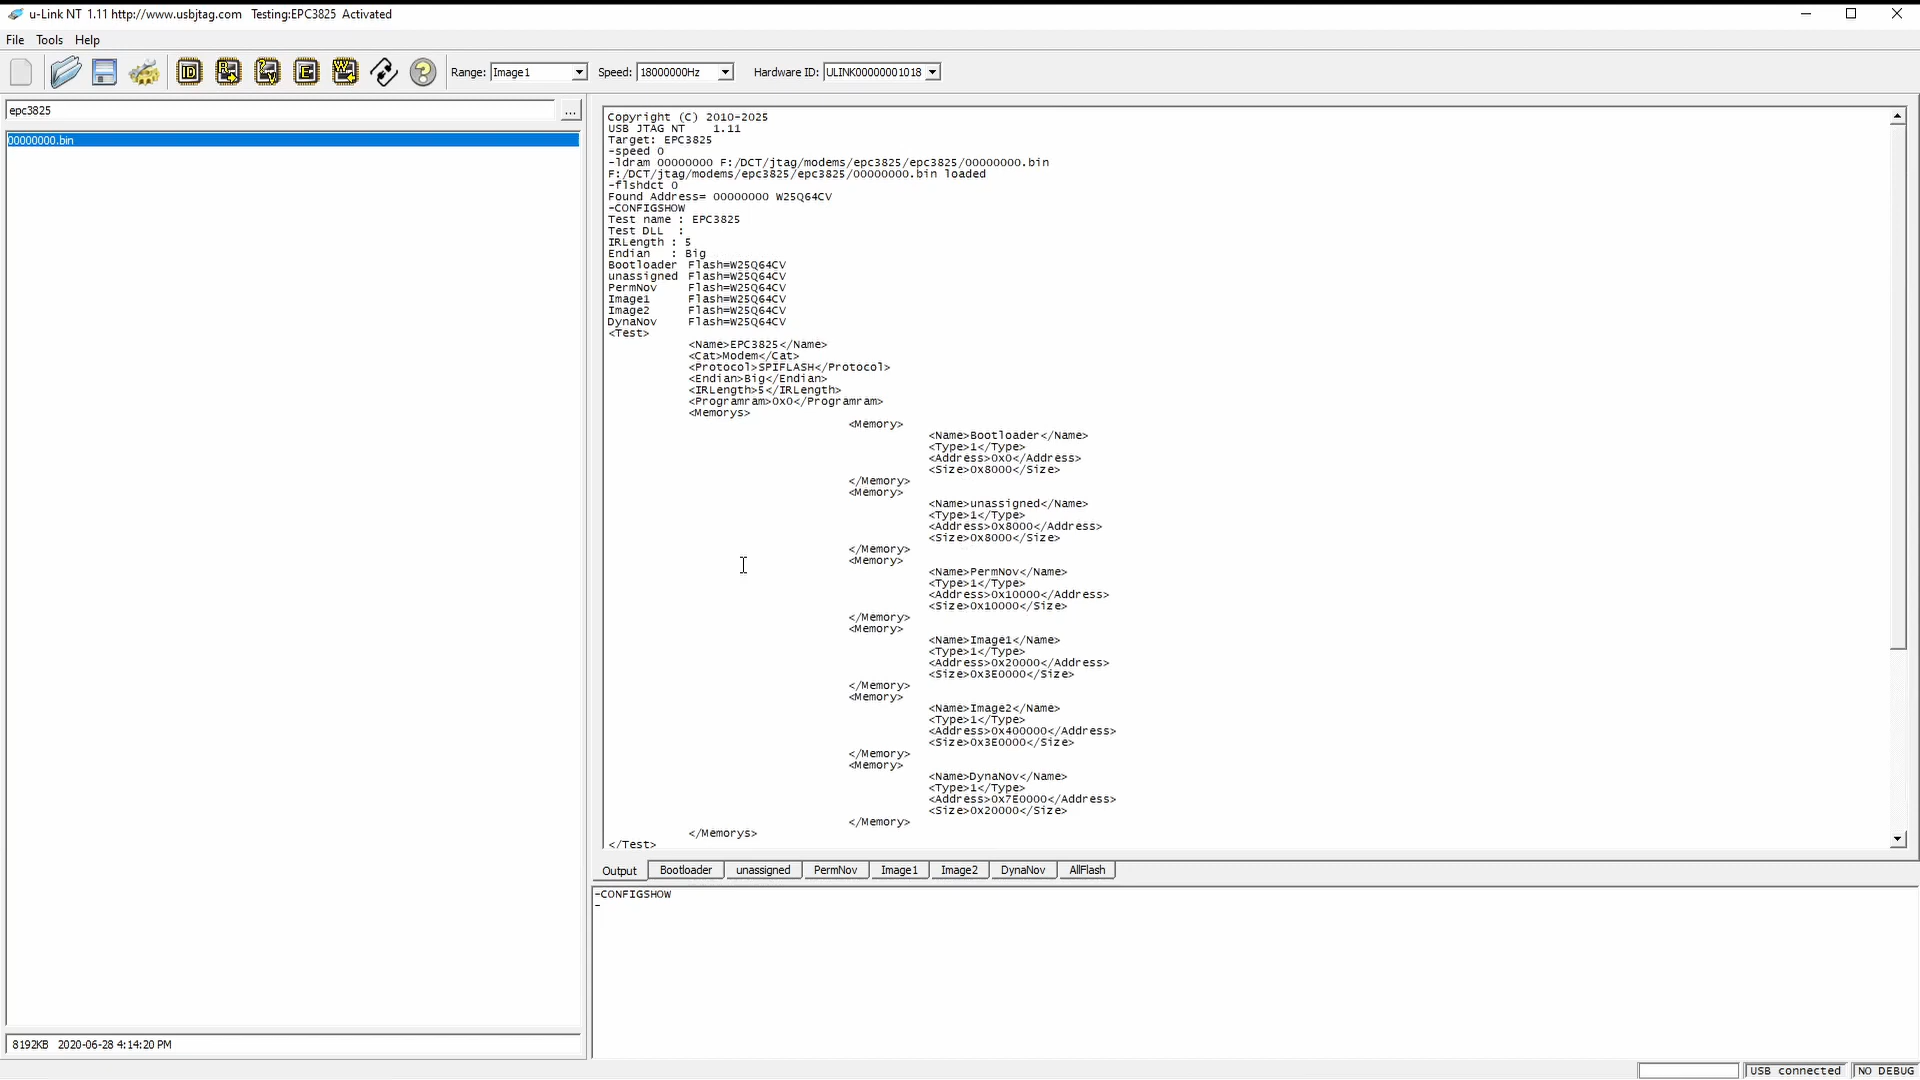 u-Link NT 1.11 http://www.usbjtag.com Testing:EPC3825 Activated
File Tools Help
ID R ?V E W ? Range: Image1 Speed: 18000000Hz Hardware ID: ULINK00000001018
epc3825 ...
00000000.bin
Copyright (C) 2010-2025
USB JTAG NT 1.11
Target: EPC3825
-speed 0
-ldram 00000000 F:/DCT/jtag/modems/epc3825/epc3825/00000000.bin
F:/DCT/jtag/modems/epc3825/epc3825/00000000.bin loaded
-flshdct 0
Found Address= 00000000 W25Q64CV
-CONFIGSHOW
Test name : EPC3825
Test DLL :
IRLength : 5
Endian : Big
Bootloader Flash=W25Q64CV
unassigned Flash=W25Q64CV
PermNov Flash=W25Q64CV
Image1 Flash=W25Q64CV
Image2 Flash=W25Q64CV
DynaNov Flash=W25Q64CV
<Test>
<Name>EPC3825</Name>
<Cat>Modem</Cat>
<Protocol>SPIFLASH</Protocol>
<Endian>Big</Endian>
<IRLength>5</IRLength>
<Programram>0x0</Programram>
<Memorys>
<Memory>
<Name>Bootloader</Name>
<Type>1</Type>
<Address>0x0</Address>
<Size>0x8000</Size>
</Memory>
<Memory>
<Name>unassigned</Name>
<Type>1</Type>
<Address>0x8000</Address>
<Size>0x8000</Size>
</Memory>
<Memory>
<Name>PermNov</Name>
<Type>1</Type>
<Address>0x10000</Address>
<Size>0x10000</Size>
</Memory>
<Memory>
<Name>Image1</Name>
<Type>1</Type>
<Address>0x20000</Address>
<Size>0x3E0000</Size>
</Memory>
<Memory>
<Name>Image2</Name>
<Type>1</Type>
<Address>0x400000</Address>
<Size>0x3E0000</Size>
</Memory>
<Memory>
<Name>DynaNov</Name>
<Type>1</Type>
<Address>0x7E0000</Address>
<Size>0x20000</Size>
</Memory>
</Memorys>
</Test>
Output Bootloader unassigned PermNov Image1 Image2 DynaNov AllFlash
-CONFIGSHOW
-
8192KB 2020-06-28 4:14:20 PM
USB connected NO DEBUG